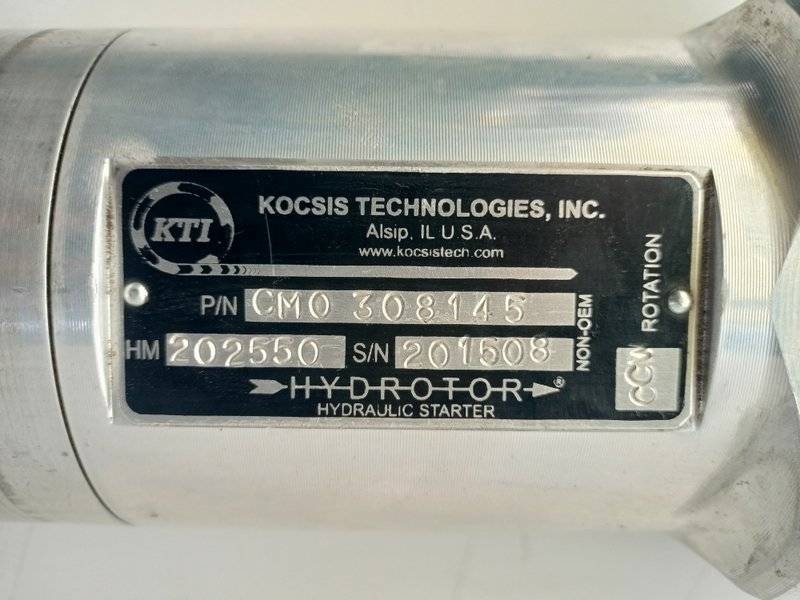 KTI
KOCSIS TECHNOLOGIES, INC.
Alsip, IL U.S.A.
www.kocsistech.com
P/N CMO 308145
NON-OEM
HM 202550 S/N 201508
HYDROTOR®
HYDRAULIC STARTER
CCW ROTATION